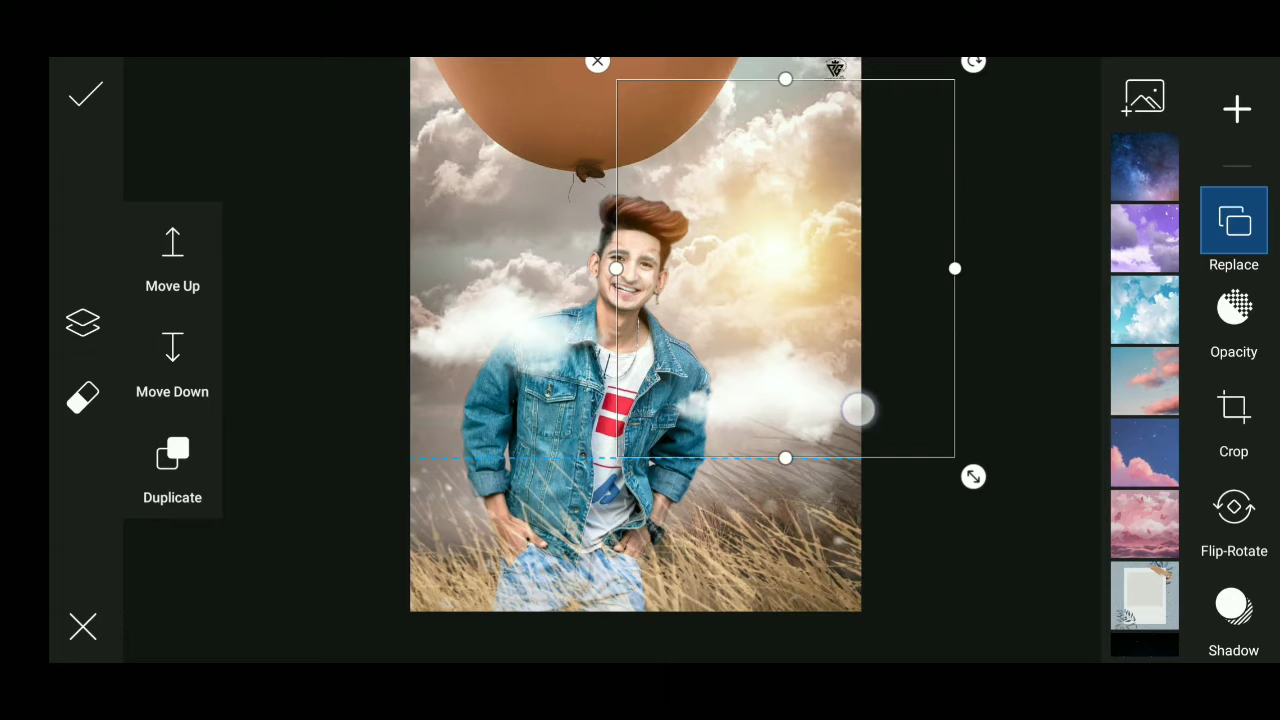 Move Up
Move Down
Duplicate
Replace
Opacity
Crop
Flip-Rotate
Shadow